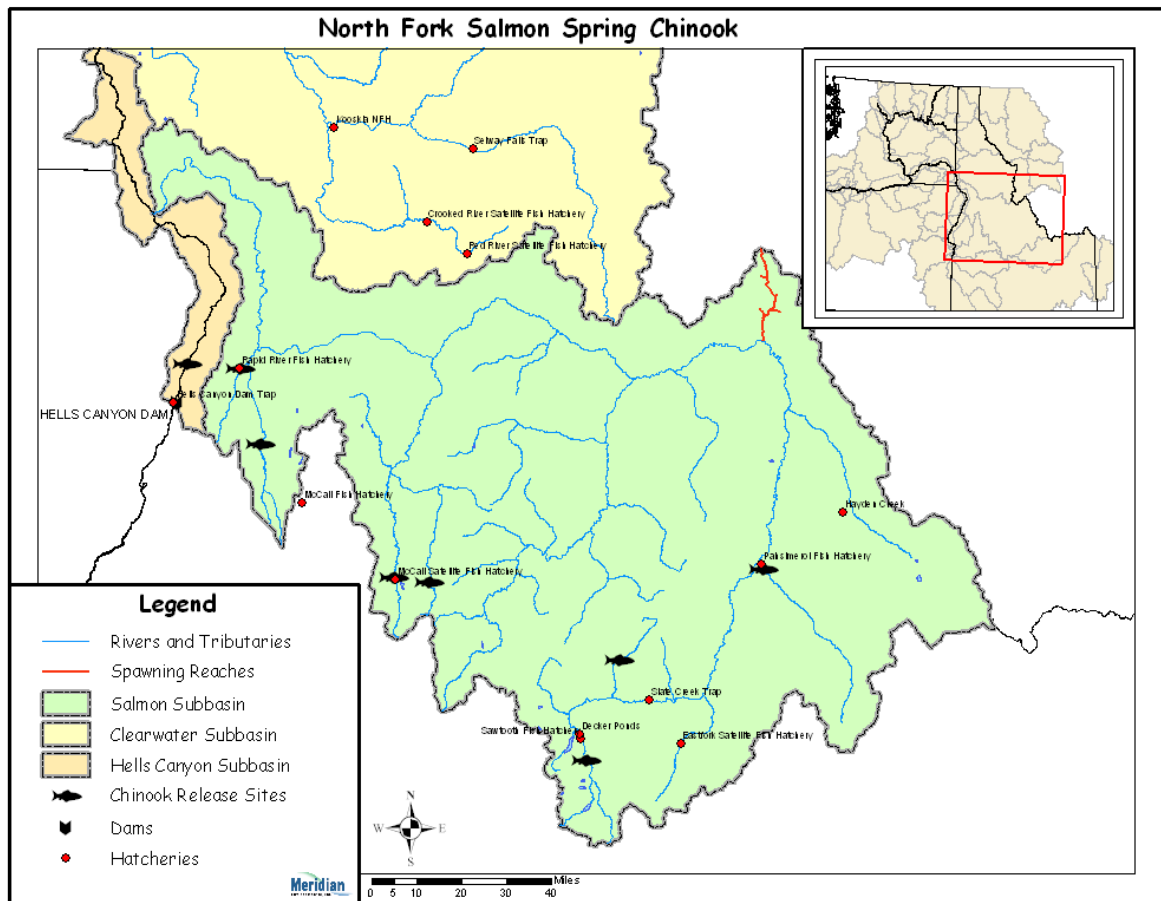 North Fork Salmon Spring Chinook
Kooskia NFH
Selway Falls Trap
Crooked River Satellite Fish Hatchery
Red River Satellite Fish Hatchery
Rapid River Fish Hatchery
Hells Canyon Dam Trap
HELLS CANYON DAM
McCall Fish Hatchery
Hayden Creek
Pahsimeroi Fish Hatchery
McCall Satellite Fish Hatchery
Slate Creek Trap
Decker Ponds
Sawtooth Fish Hatchery
Eastfork Satellite Fish Hatchery
Legend
Rivers and Tributaries
Spawning Reaches
Salmon Subbasin
Clearwater Subbasin
Hells Canyon Subbasin
Chinook Release Sites
Dams
Hatcheries
Meridian
N
W E
S
Miles
0 5 10 20 30 40